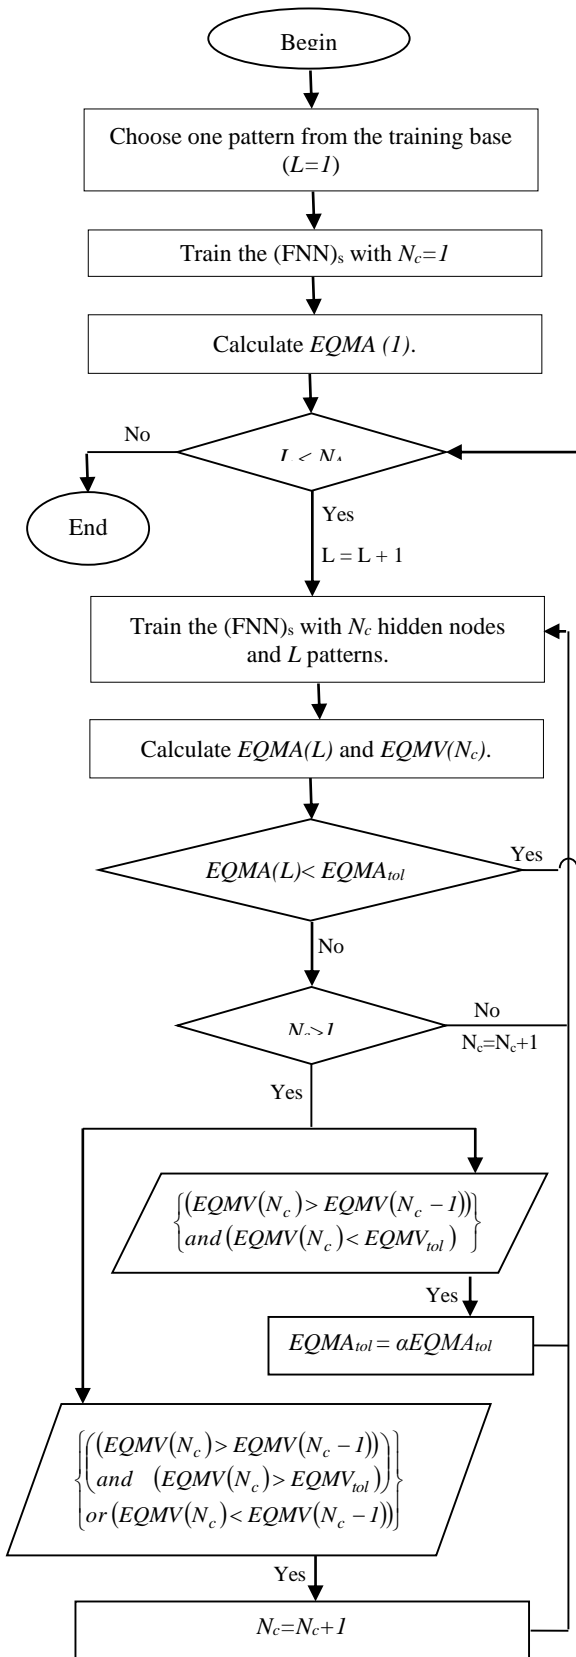 Begin
Choose one pattern from the training base
(L=1)
Train the (FNN)s with Nc=1
Calculate EQMA (1).
No
L < NA
End
Yes
L = L + 1
Train the (FNN)s with Nc hidden nodes
and L patterns.
Calculate EQMA(L) and EQMV(Nc).
Yes
EQMA(L)< EQMAtol
No
Nc>1
No
Nc=Nc+1
Yes
{(EQMV(Nc)> EQMV(Nc − 1))}
{and (EQMV(Nc)< EQMVtol)}
Yes
EQMAtol = αEQMAtol
{((EQMV(Nc)> EQMV(Nc − 1)))}
{(and (EQMV(Nc)> EQMVtol))}
{or (EQMV(Nc)< EQMV(Nc − 1))}
Yes
Nc=Nc+1